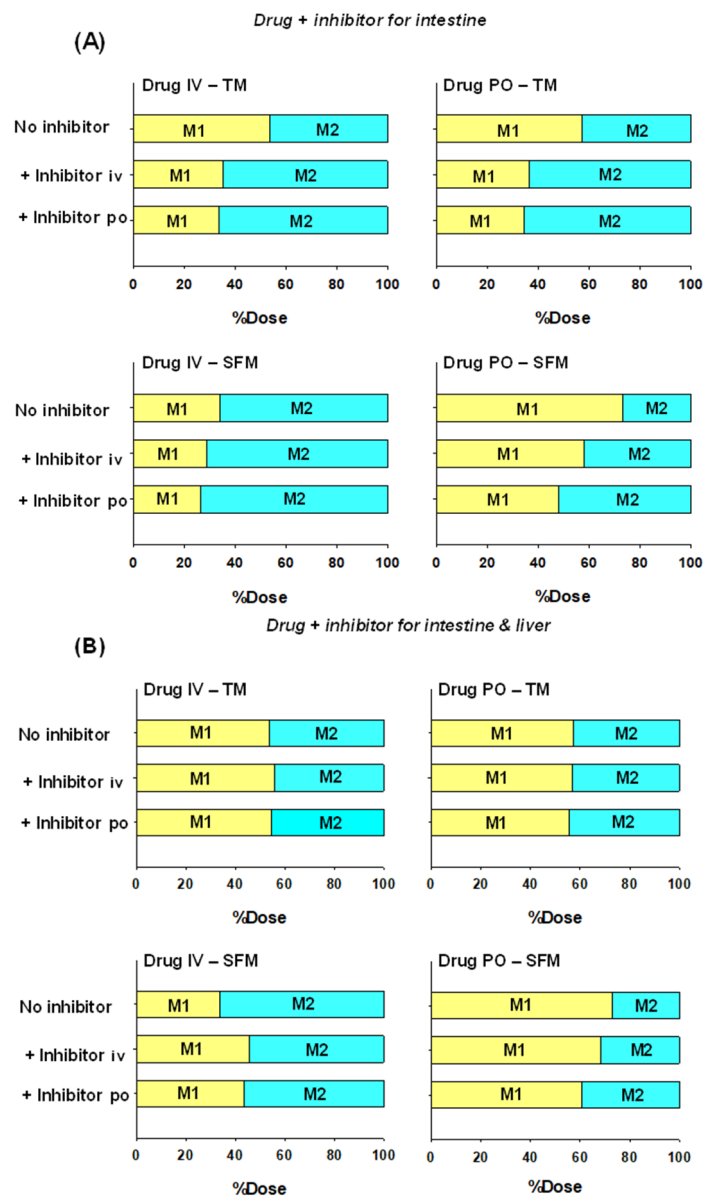 Drug + inhibitor for intestine
(A)
Drug IV – TM
Drug PO – TM
No inhibitor
M1 M2
M1 M2
+ Inhibitor iv
M1 M2
M1 M2
+ Inhibitor po
M1 M2
M1 M2
0 20 40 60 80 100
0 20 40 60 80 100
%Dose
%Dose
Drug IV – SFM
Drug PO – SFM
No inhibitor
M1 M2
M1 M2
+ Inhibitor iv
M1 M2
M1 M2
+ Inhibitor po
M1 M2
M1 M2
0 20 40 60 80 100
0 20 40 60 80 100
%Dose
%Dose
Drug + inhibitor for intestine & liver
(B)
Drug IV – TM
Drug PO – TM
No inhibitor
M1 M2
M1 M2
+ Inhibitor iv
M1 M2
M1 M2
+ Inhibitor po
M1 M2
M1 M2
0 20 40 60 80 100
0 20 40 60 80 100
%Dose
%Dose
Drug IV – SFM
Drug PO – SFM
No inhibitor
M1 M2
M1 M2
+ Inhibitor iv
M1 M2
M1 M2
+ Inhibitor po
M1 M2
M1 M2
0 20 40 60 80 100
0 20 40 60 80 100
%Dose
%Dose